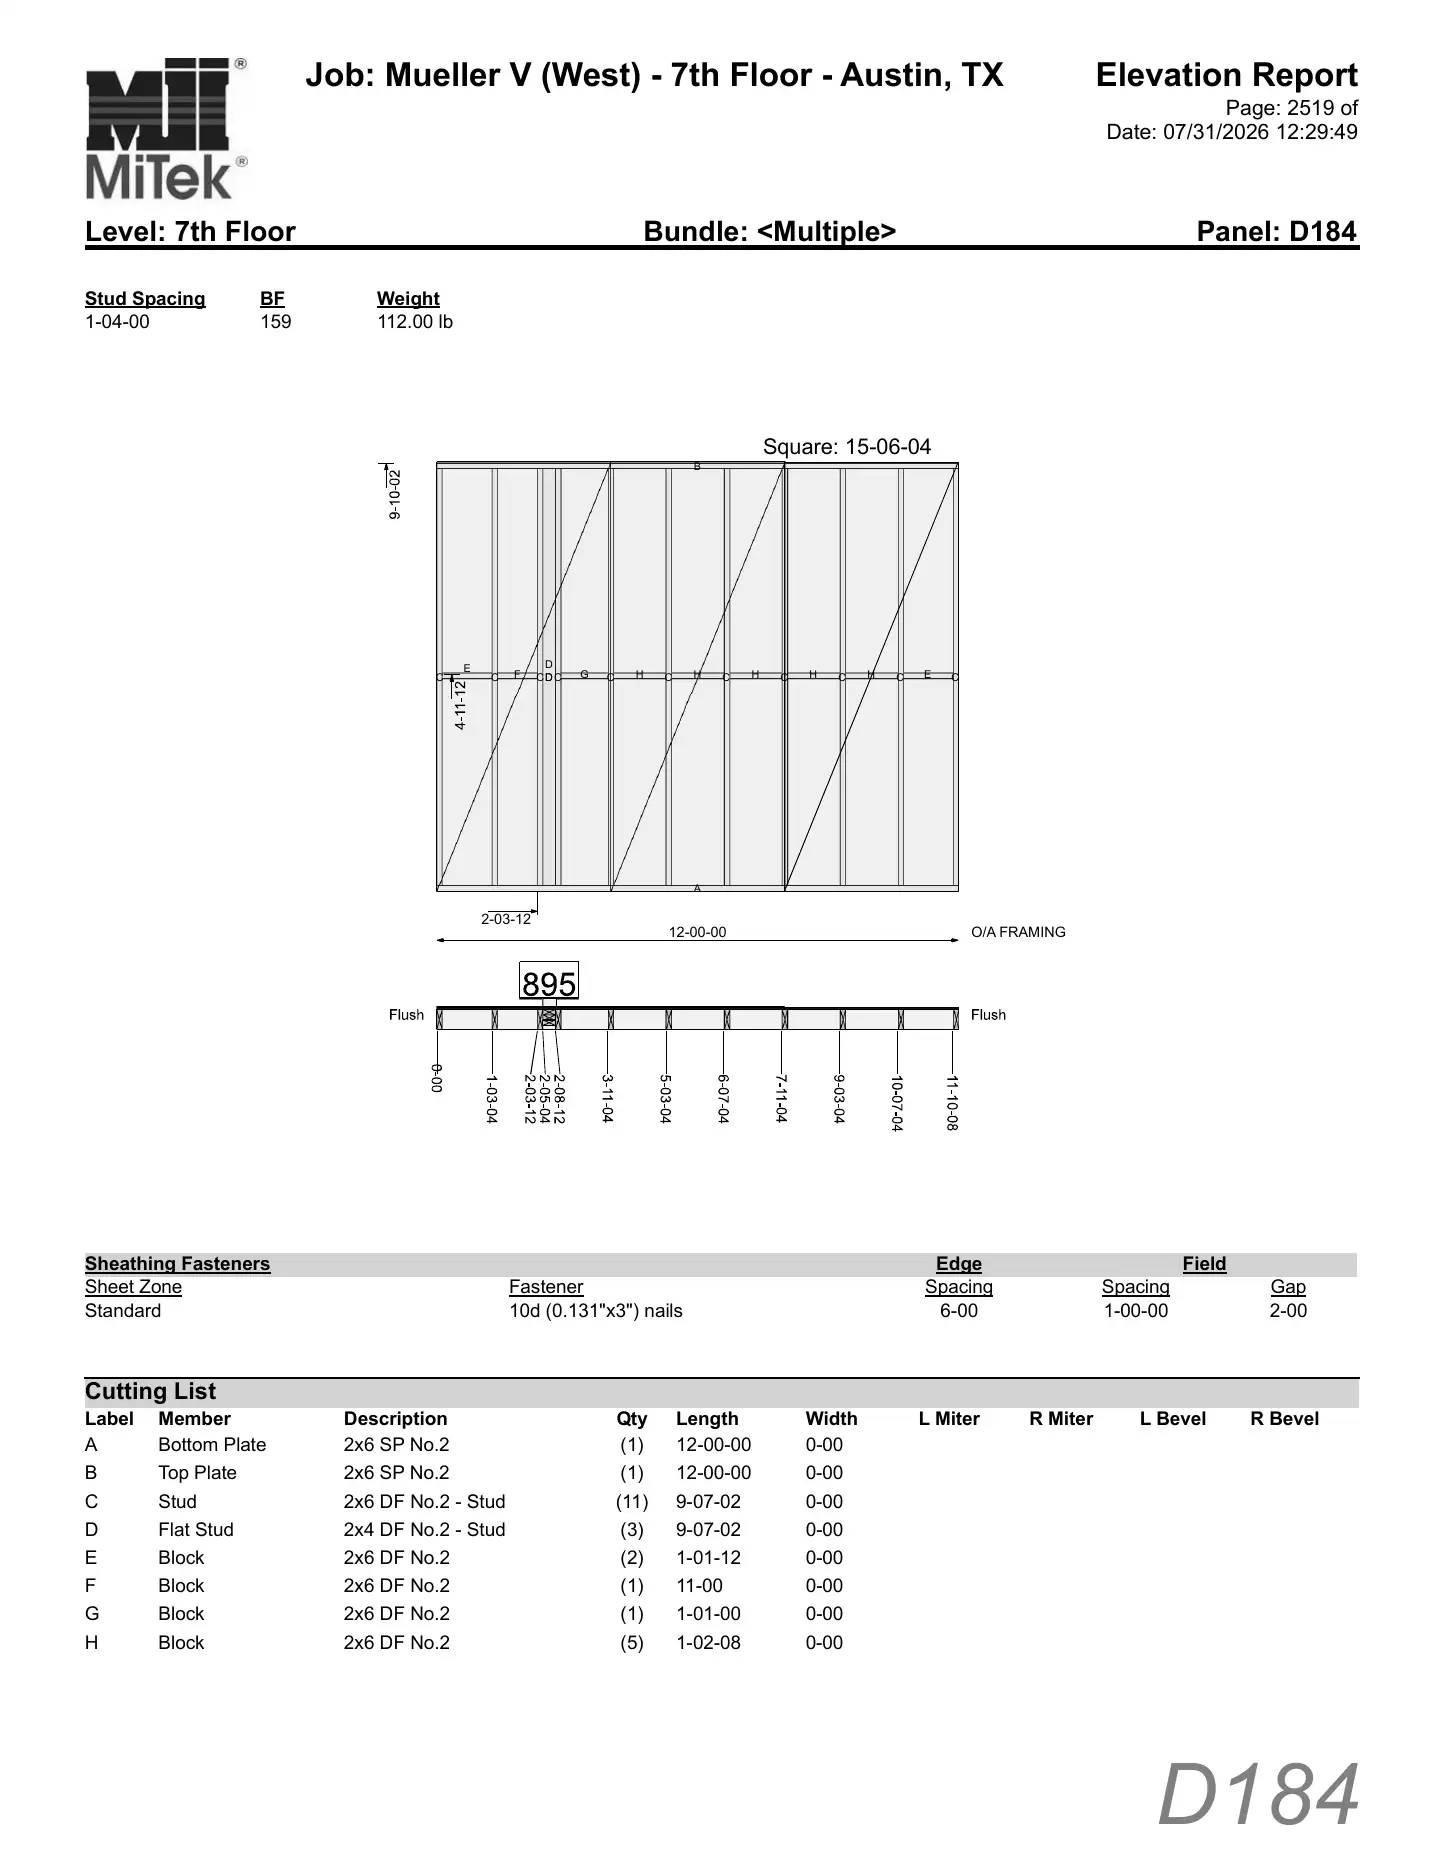 Job: Mueller V (West) - 7th Floor - Austin, TX
Elevation Report
Page: 2519 of
Date: 07/31/2026 12:29:49
MiTek®
Level: 7th Floor Bundle: <Multiple> Panel: D184
Stud Spacing BF Weight
1-04-00 159 112.00 lb
Square: 15-06-04
B
9-10-02
E F D D G H H H H H E
C C C C C C C C C C C
4-11-12
A
2-03-12
12-00-00 O/A FRAMING
895
Flush Flush
0-00 1-03-04 2-03-12 2-05-04 2-08-12 3-11-04 5-03-04 6-07-04 7-11-04 9-03-04 10-07-04 11-10-08
Sheathing Fasteners Edge Field
Sheet Zone Fastener Spacing Spacing Gap
Standard 10d (0.131"x3") nails 6-00 1-00-00 2-00
Cutting List
Label Member Description Qty Length Width L Miter R Miter L Bevel R Bevel
A Bottom Plate 2x6 SP No.2 (1) 12-00-00 0-00
B Top Plate 2x6 SP No.2 (1) 12-00-00 0-00
C Stud 2x6 DF No.2 - Stud (11) 9-07-02 0-00
D Flat Stud 2x4 DF No.2 - Stud (3) 9-07-02 0-00
E Block 2x6 DF No.2 (2) 1-01-12 0-00
F Block 2x6 DF No.2 (1) 11-00 0-00
G Block 2x6 DF No.2 (1) 1-01-00 0-00
H Block 2x6 DF No.2 (5) 1-02-08 0-00
D184